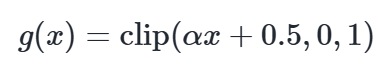 g(x) = clip(αx + 0.5, 0, 1)